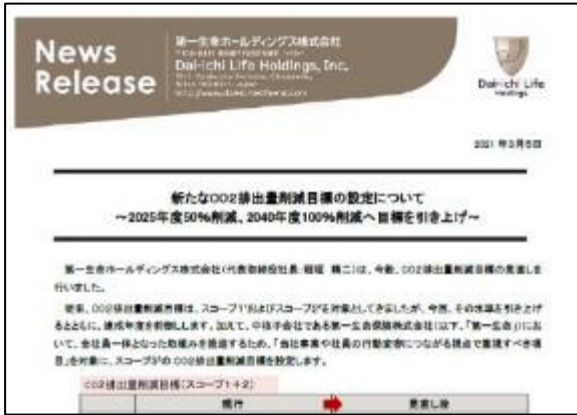 News
Release
第一生命ホールディングス株式会社
Dai-ichi Life Holdings, Inc.
Dai-ichi Life
Holdings
2021年3月5日
新たなCO2排出量削減目標の設定について
～2025年度50%削減、2040年度100%削減へ目標を引き上げ～
第一生命ホールディングス株式会社(代表取締役社長:稲垣 精二)は、今般、CO2排出量削減目標の見直しを
行いました。
従来、CO2排出量削減目標は、スコープ1およびスコープ2を対象としてきましたが、今回、その水準を引き上げ
るとともに、達成年度を前倒しします。加えて、中核子会社である第一生命保険株式会社(以下、「第一生命」)にお
いて、全社員一体となった取組みを推進するため、「当社事業や社員の行動変容につながる視点で重視すべき項
目」を対象に、スコープ3の CO2排出量削減目標を設定します。
CO2排出量削減目標(スコープ1+2)
現行
見直し後